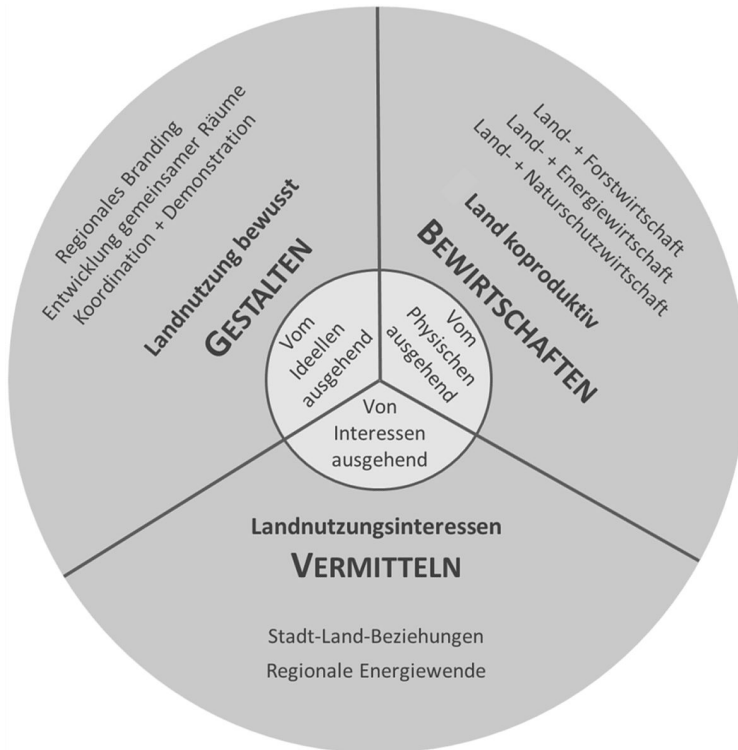 Regionales Branding
Entwicklung gemeinsamer Räume
Koordination + Demonstration
Landnutzung bewusst
GESTALTEN
Vom
Ideellen
ausgehend
Land- + Forstwirtschaft
Land- + Energiewirtschaft
Land- + Naturschutzwirtschaft
Land koproduktiv
BEWIRTSCHAFTEN
Vom
Physischen
ausgehend
Von
Interessen
ausgehend
Landnutzungsinteressen
VERMITTELN
Stadt-Land-Beziehungen
Regionale Energiewende